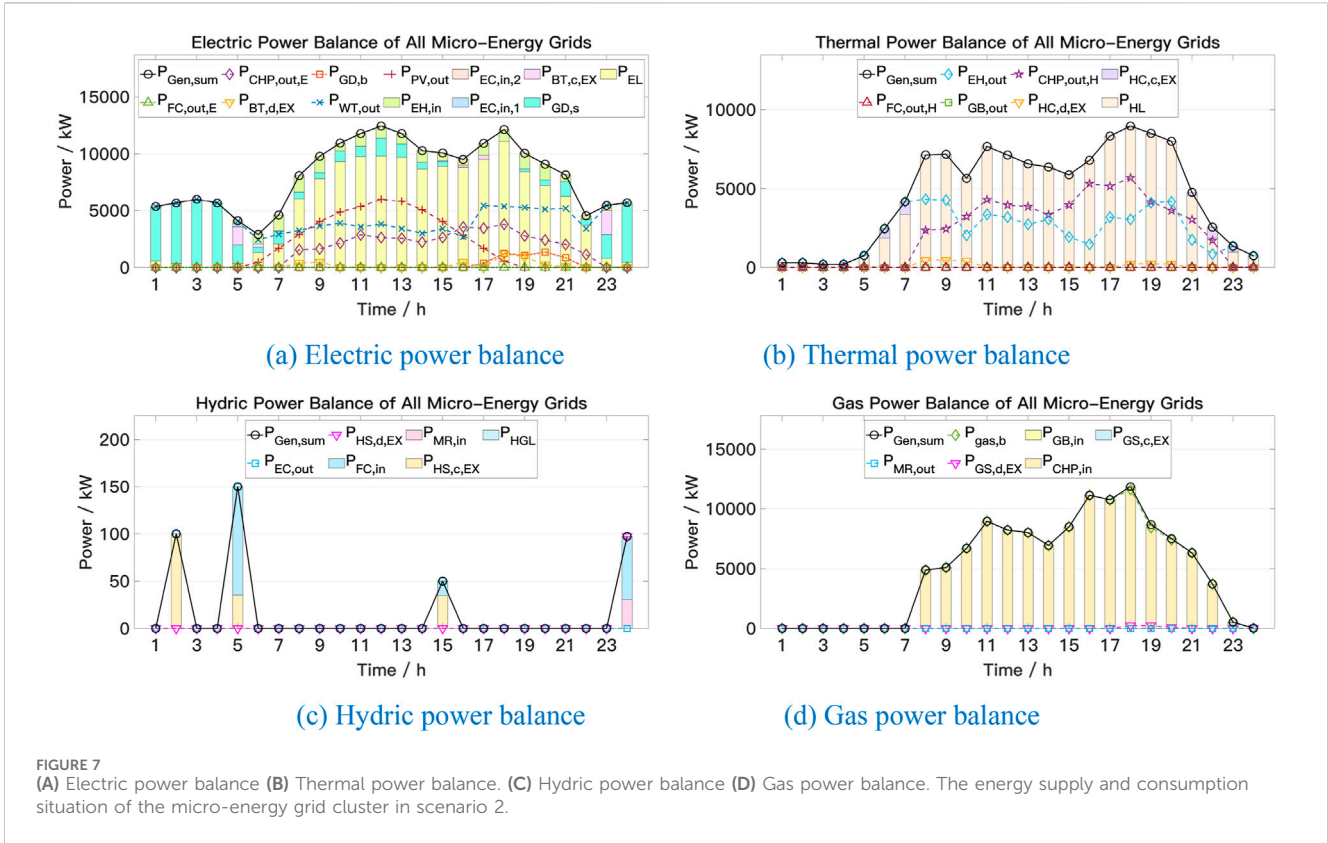 Electric Power Balance of All Micro-Energy Grids
P_Gen,sum P_CHP,out,E P_GD,b P_PV,out P_EC,in,2 P_BT,c,EX P_EL
P_FC,out,E P_BT,d,EX P_WT,out P_EH,in P_EC,in,1 P_GD,s
15000
10000
5000
0
Power / kW
1 3 5 7 9 11 13 15 17 19 21 23
Time / h
(a) Electric power balance
Thermal Power Balance of All Micro-Energy Grids
P_Gen,sum P_EH,out P_CHP,out,H P_HC,c,EX
P_FC,out,H P_GB,out P_HC,d,EX P_HL
10000
5000
0
Power / kW
1 3 5 7 9 11 13 15 17 19 21 23
Time / h
(b) Thermal power balance
Hydric Power Balance of All Micro-Energy Grids
P_Gen,sum P_HS,d,EX P_MR,in P_HGL
P_EC,out P_FC,in P_HS,c,EX
200
150
100
50
0
Power / kW
1 3 5 7 9 11 13 15 17 19 21 23
Time / h
(c) Hydric power balance
Gas Power Balance of All Micro-Energy Grids
P_Gen,sum P_gas,b P_GB,in P_GS,c,EX
P_MR,out P_GS,d,EX P_CHP,in
15000
10000
5000
0
Power / kW
1 3 5 7 9 11 13 15 17 19 21 23
Time / h
(d) Gas power balance
FIGURE 7
(A) Electric power balance (B) Thermal power balance. (C) Hydric power balance (D) Gas power balance. The energy supply and consumption
situation of the micro-energy grid cluster in scenario 2.